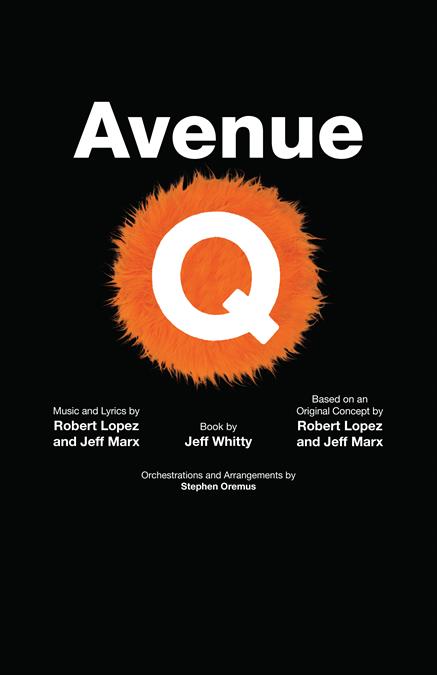 Avenue
Q
Music and Lyrics by
Robert Lopez
and Jeff Marx
Book by
Jeff Whitty
Based on an
Original Concept by
Robert Lopez
and Jeff Marx
Orchestrations and Arrangements by
Stephen Oremus